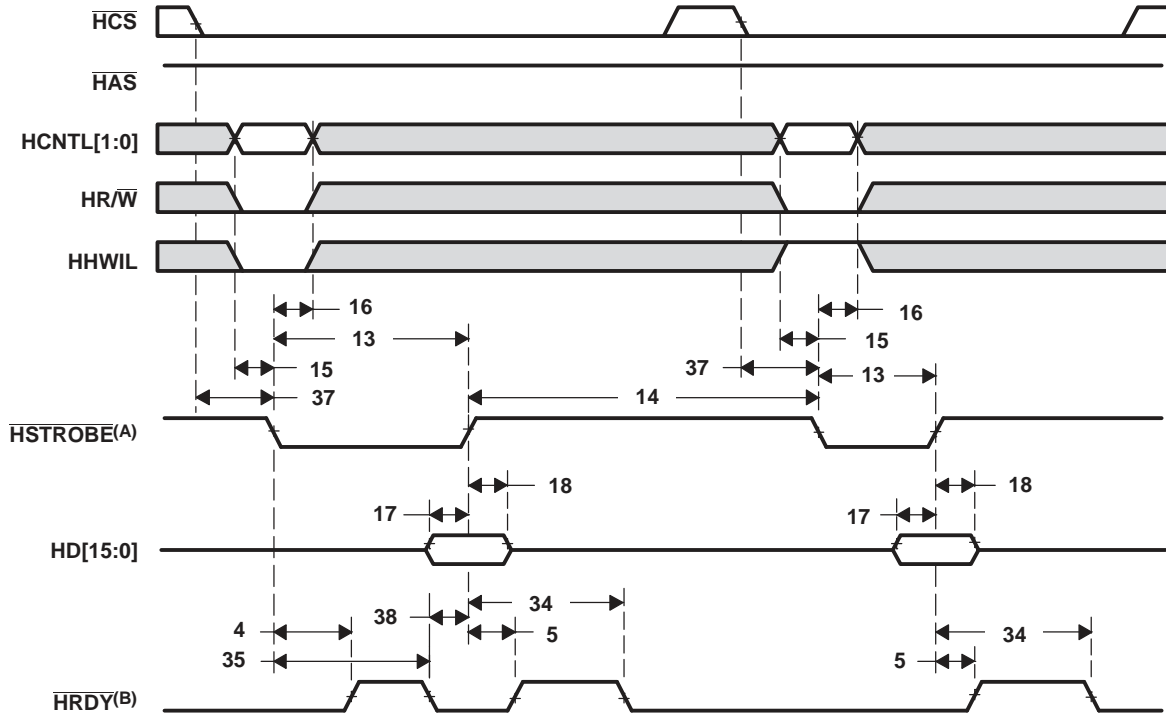 HCS
HAS
HCNTL[1:0]
HR/W
HHWIL
16
16
13
15
15
37
13
37
14
HSTROBE(A)
18
18
17
17
HD[15:0]
34
38
4
5
34
35
5
HRDY(B)